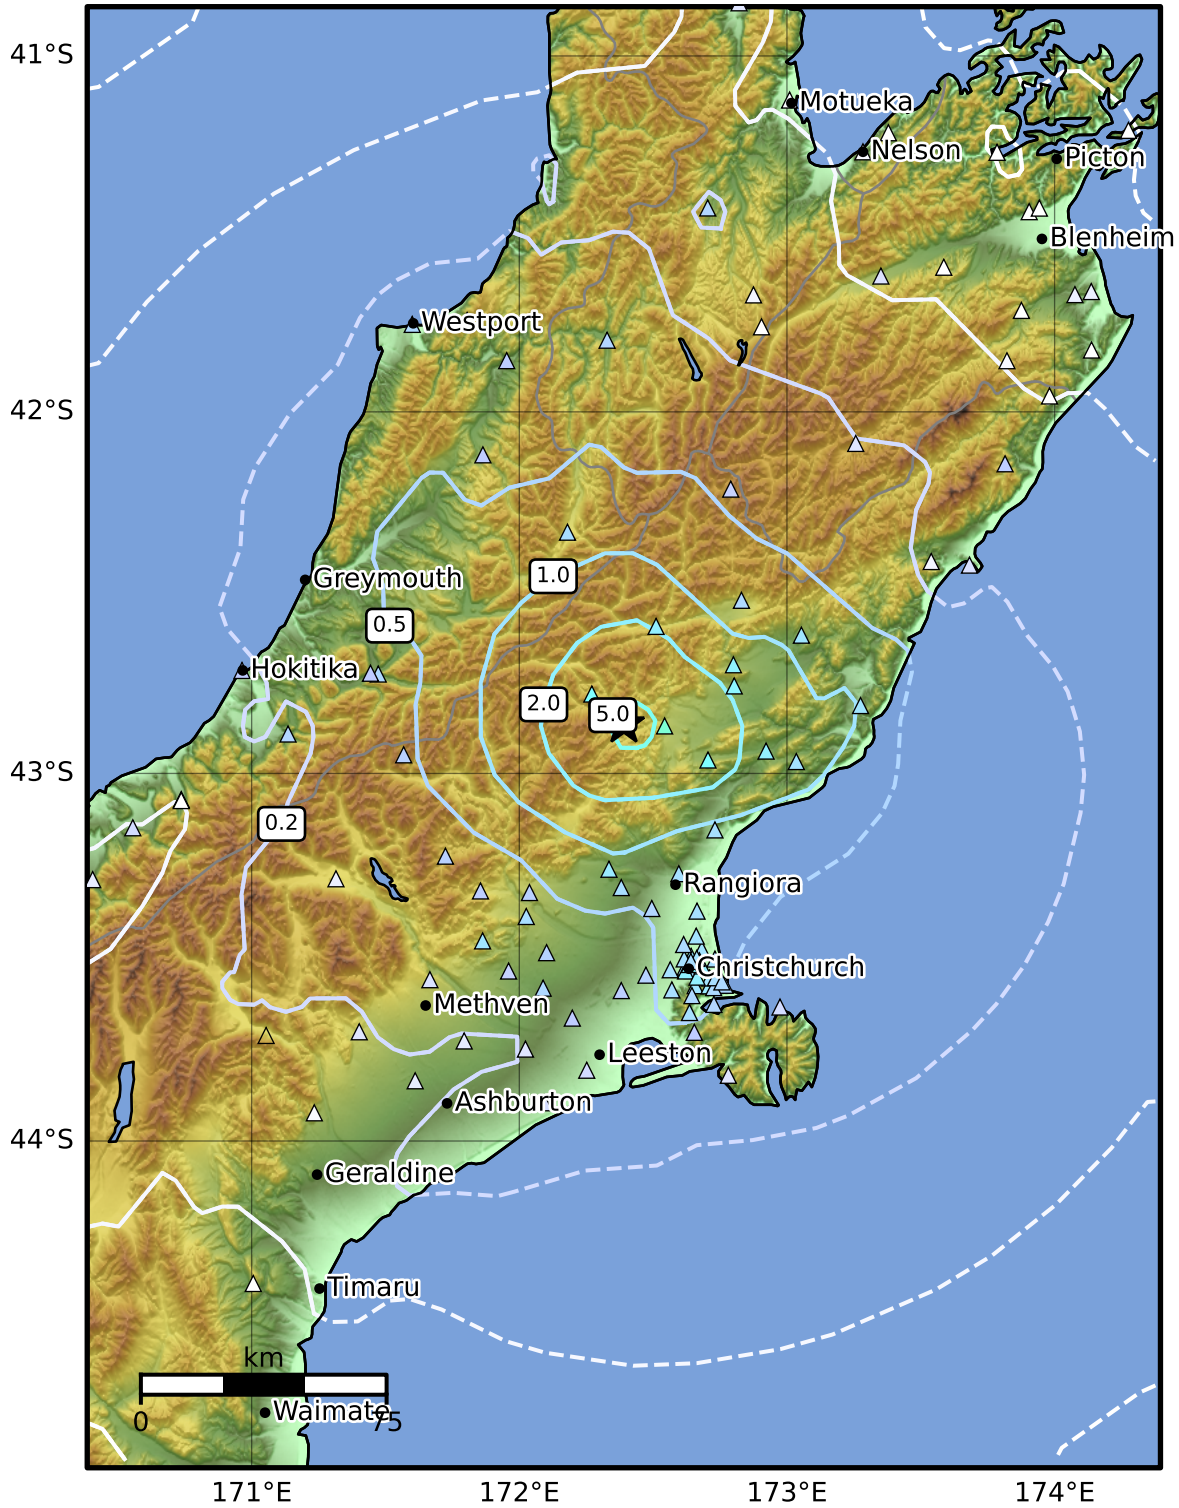 41°S
Motueka
Nelson
Picton
Blenheim
Westport
42°S
1.0
Greymouth
0.5
Hokitika
2.0
5.0
43°S
0.2
Rangiora
Christchurch
Methven
Leeston
Ashburton
44°S
Geraldine
Timaru
km
Waimate
0
75
171°E
172°E
173°E
174°E